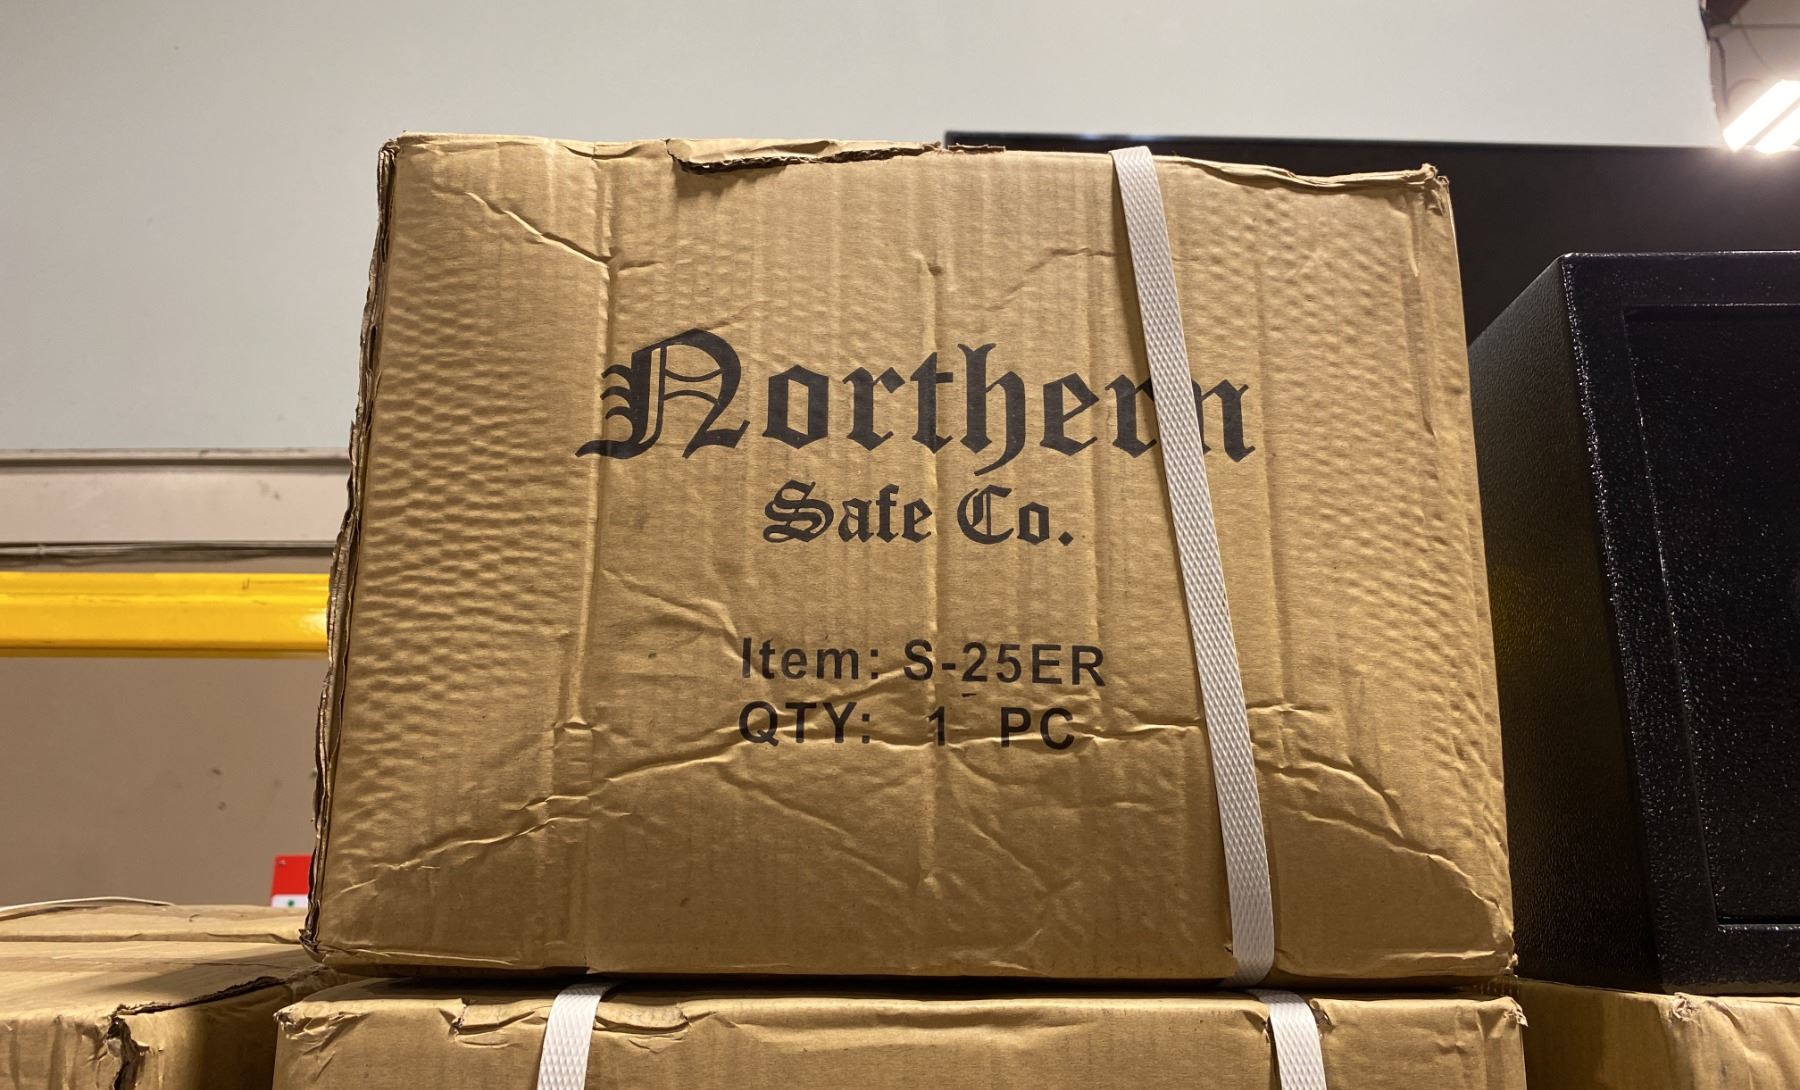 Northern
Safe Co.
Item: S-25ER
QTY: 1 PC